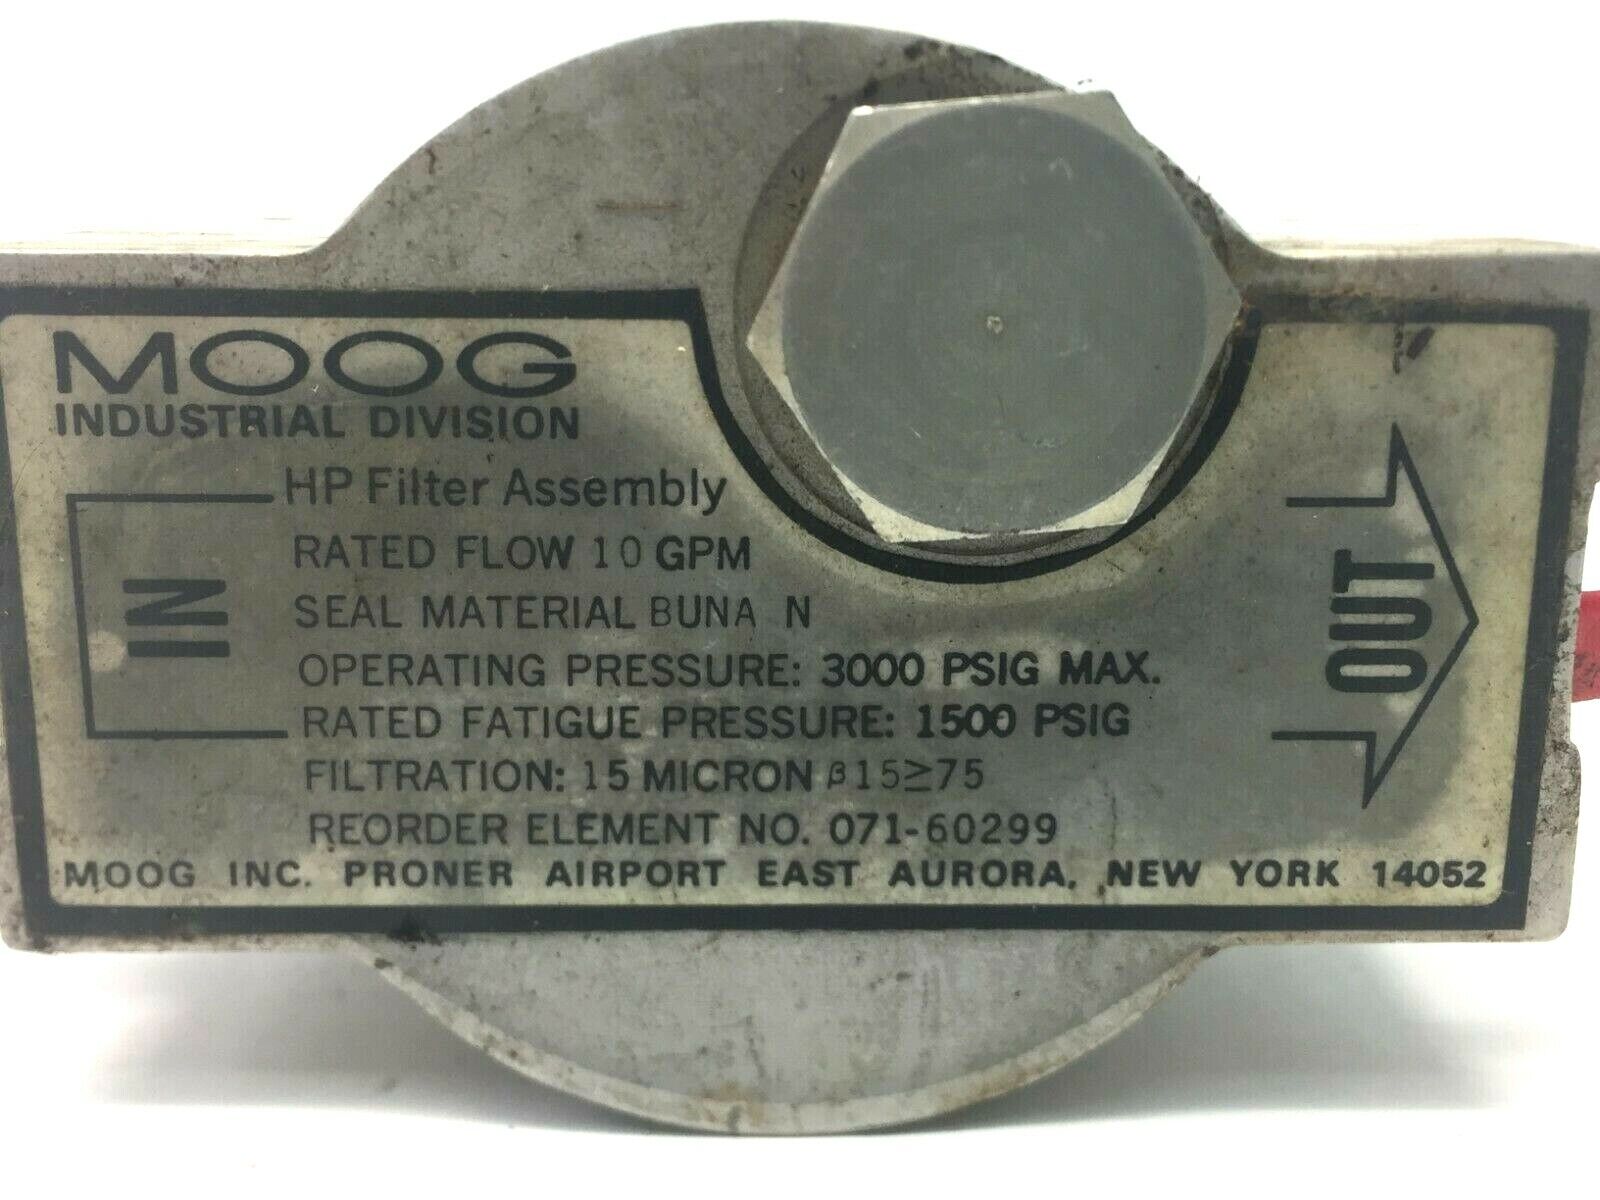 MOOG
INDUSTRIAL DIVISION
HP Filter Assembly
IN
RATED FLOW 10 GPM
SEAL MATERIAL BUNA N
OPERATING PRESSURE: 3000 PSIG MAX.
RATED FATIGUE PRESSURE: 1500 PSIG
FILTRATION: 15 MICRON β15≥75
REORDER ELEMENT NO. 071-60299
OUT
MOOG INC. PRONER AIRPORT EAST AURORA, NEW YORK 14052